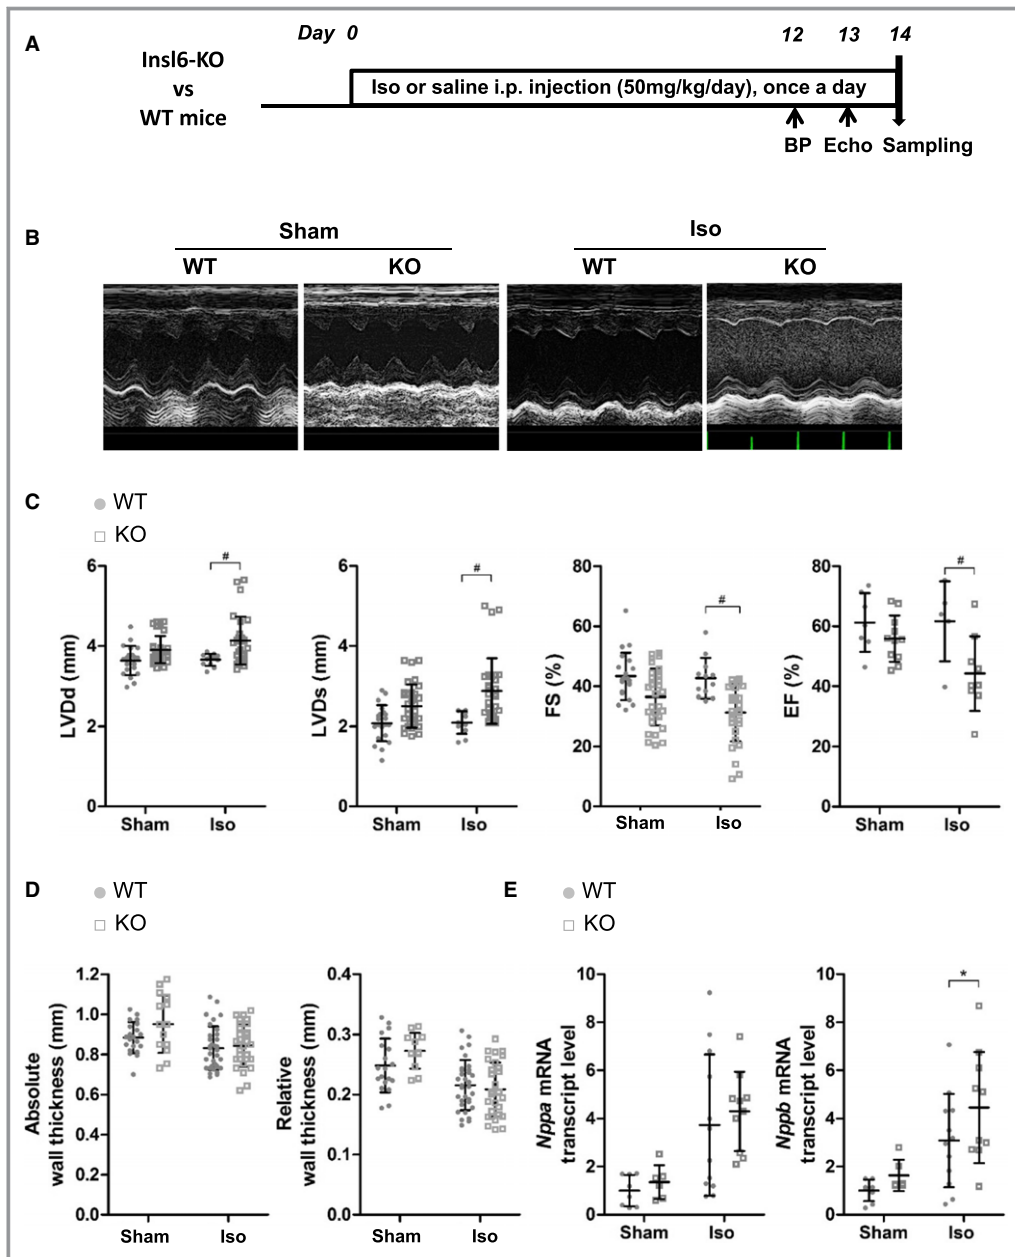 A
Day 0 12 13 14
Insl6-KO
vs
WT mice
Iso or saline i.p. injection (50mg/kg/day), once a day
BP Echo Sampling
B
Sham Iso
WT KO WT KO
C
WT
KO
LVDd (mm)
6
4
2
0
#
Sham Iso
LVDs (mm)
6
4
2
0
#
Sham Iso
FS (%)
80
60
40
20
0
#
Sham Iso
EF (%)
80
60
40
20
0
#
Sham Iso
D
WT
KO
Absolute
wall thickness (mm)
1.2
1.0
0.8
0.6
0.4
0.2
0.0
Sham Iso
Relative
wall thickness (mm)
0.4
0.3
0.2
0.1
0.0
Sham Iso
E
WT
KO
Nppa mRNA
transcript level
10
8
6
4
2
0
Sham Iso
Nppb mRNA
transcript level
10
8
6
4
2
0
*
Sham Iso